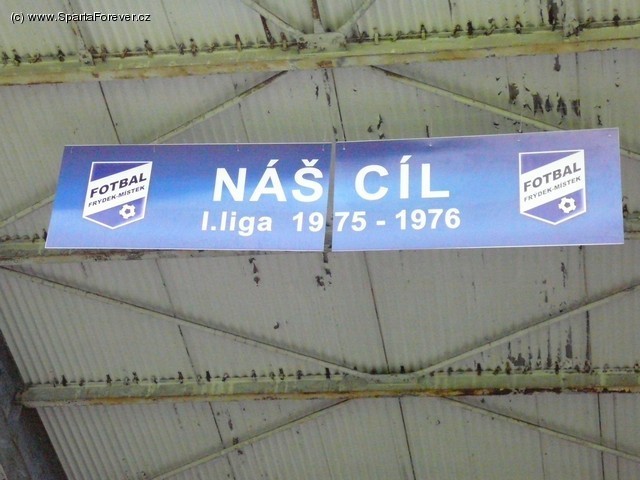 (c) www.SpartaForever.cz
NÁŠ CÍL
I.liga 1975 - 1976
FOTBAL
FRÝDEK-MÍSTEK
FOTBAL
FRÝDEK-MÍSTEK